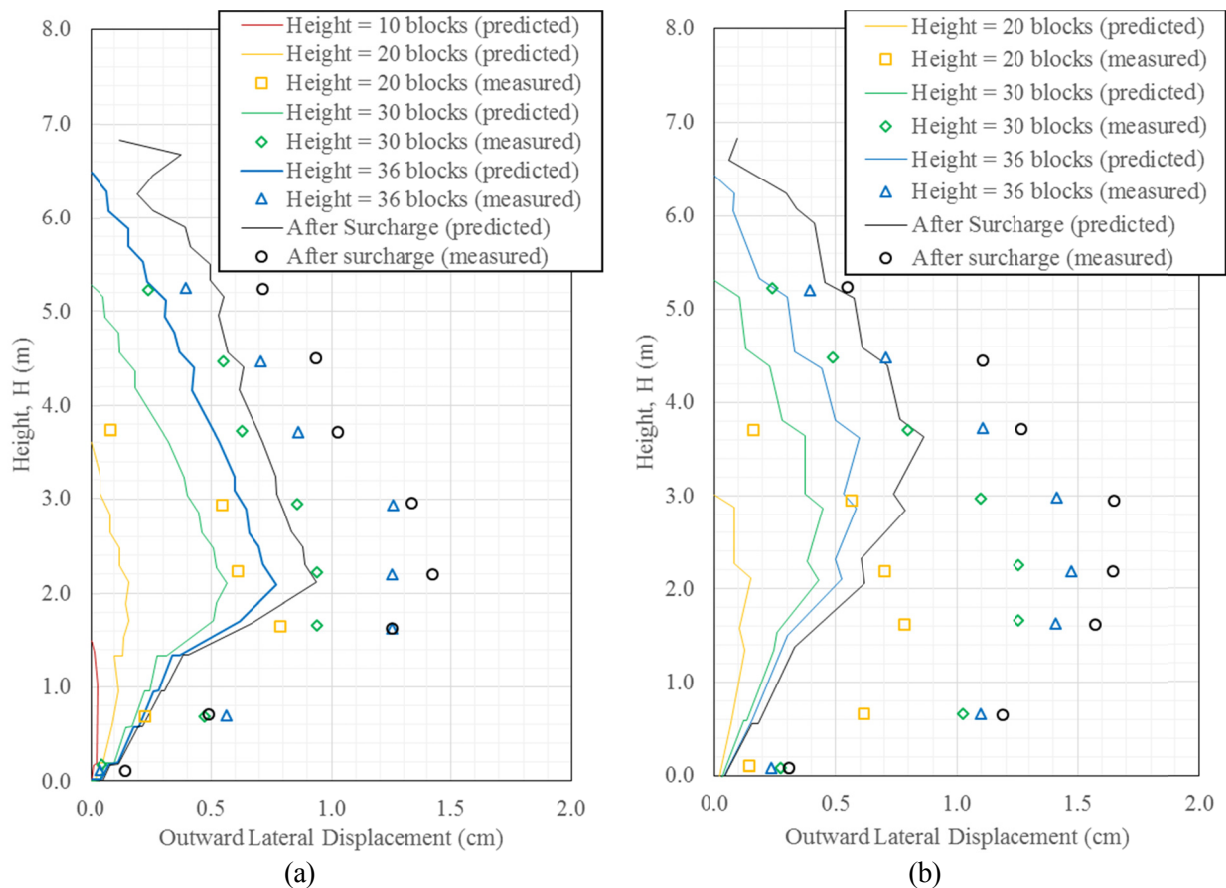 Height = 10 blocks (predicted)
Height = 20 blocks (predicted)
Height = 20 blocks (measured)
Height = 30 blocks (predicted)
Height = 30 blocks (measured)
Height = 36 blocks (predicted)
Height = 36 blocks (measured)
After Surcharge (predicted)
After surcharge (measured)
8.0
7.0
6.0
5.0
4.0
3.0
2.0
1.0
0.0
Height, H (m)
0.0 0.5 1.0 1.5 2.0
Outward Lateral Displacement (cm)
(a)
Height = 20 blocks (predicted)
Height = 20 blocks (measured)
Height = 30 blocks (predicted)
Height = 30 blocks (measured)
Height = 36 blocks (predicted)
Height = 36 blocks (measured)
After Surcharge (predicted)
After surcharge (measured)
8.0
7.0
6.0
5.0
4.0
3.0
2.0
1.0
0.0
Height, H (m)
0.0 0.5 1.0 1.5 2.0
Outward Lateral Displacement (cm)
(b)